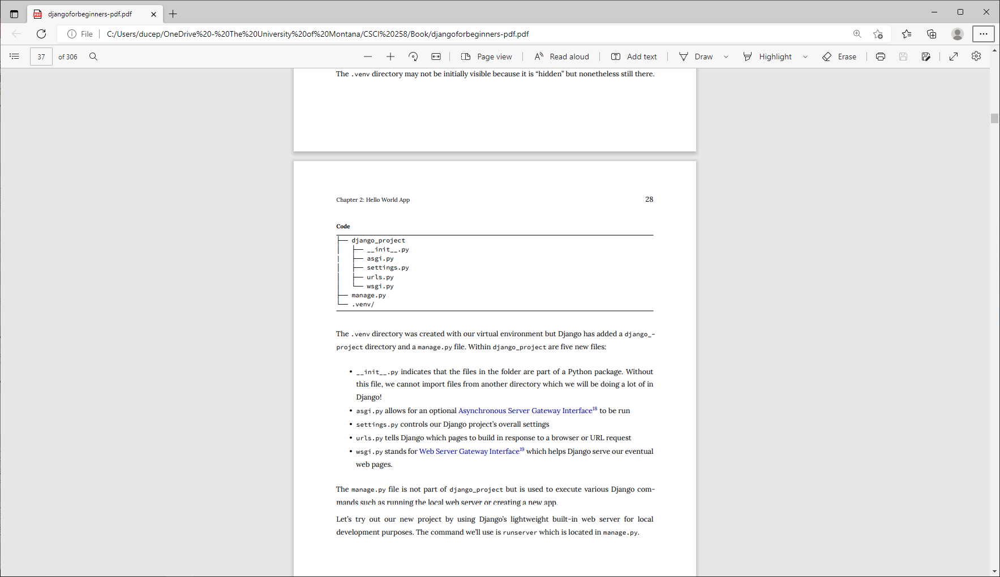 djangoforbeginners-pdf.pdf
File
C:/Users/ducep/OneDrive%20-%20The%20University%20of%20Montana/CSCI%20258/Book/djangoforbeginners-pdf.pdf
37 of 306 Page view Read aloud Add text Draw Highlight Erase
The .venv directory may not be initially visible because it is “hidden” but nonetheless still there.
Chapter 2: Hello World App 28
Code
├── django_project
│   ├── __init__.py
|   ├── asgi.py
│   ├── settings.py
│   ├── urls.py
│   └── wsgi.py
├── manage.py
└── .venv/
The .venv directory was created with our virtual environment but Django has added a django_-
project directory and a manage.py file. Within django_project are five new files:
• __init__.py indicates that the files in the folder are part of a Python package. Without
this file, we cannot import files from another directory which we will be doing a lot of in
Django!
• asgi.py allows for an optional Asynchronous Server Gateway Interface18 to be run
• settings.py controls our Django project’s overall settings
• urls.py tells Django which pages to build in response to a browser or URL request
• wsgi.py stands for Web Server Gateway Interface19 which helps Django serve our eventual
web pages.
The manage.py file is not part of django_project but is used to execute various Django com-
mands such as running the local web server or creating a new app.
Let’s try out our new project by using Django’s lightweight built-in web server for local
development purposes. The command we’ll use is runserver which is located in manage.py.